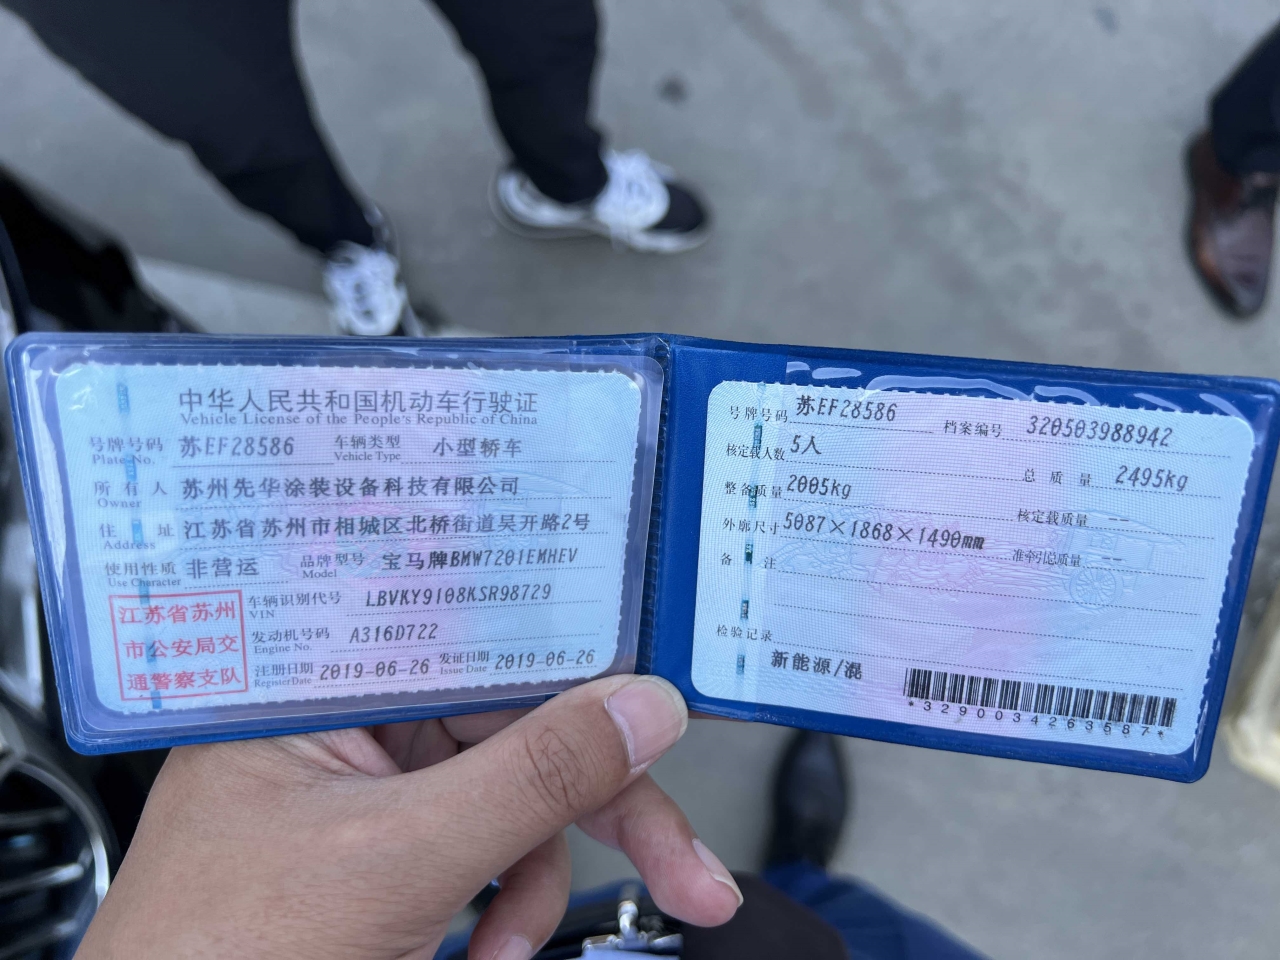 中华人民共和国机动车行驶证
Vehicle License of the People's Republic of China
号牌号码 苏EF28586 车辆类型 小型轿车
Plate No. Vehicle Type
所有人 苏州先华涂装设备科技有限公司
Owner
住址 江苏省苏州市相城区北桥街道吴开路2号
Address
使用性质 非营运 品牌型号 宝马牌BMW7201EMHEV
Use Character Model
江苏省苏州市公安局交通警察支队
车辆识别代号 LBVKY9108KSR98729
VIN
发动机号码 A316D722
Engine No.
注册日期 2019-06-26 发证日期 2019-06-26
Register Date Issue Date
号牌号码 苏EF28586 档案编号 320503988942
核定载人数 5人 总质量 2495kg
整备质量 2005kg 核定载质量 --
外廓尺寸 5087×1868×1490mm 准牵引总质量 --
备注
检验记录
新能源/混
*3290034263587*